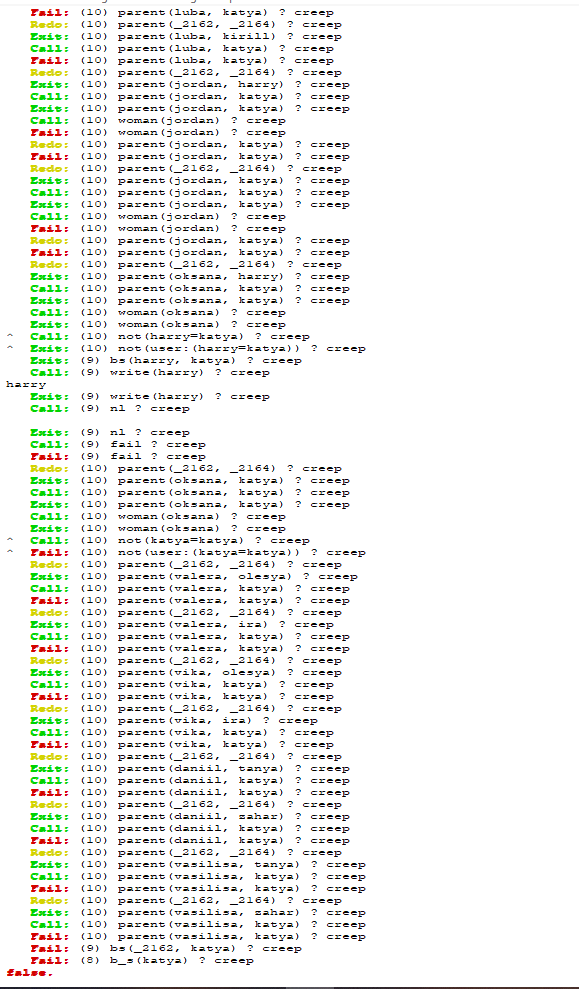 Fail: (10) parent(luba, katya) ? creep
Redo: (10) parent(_2162, _2164) ? creep
Exit: (10) parent(luba, kirill) ? creep
Call: (10) parent(luba, katya) ? creep
Fail: (10) parent(luba, katya) ? creep
Redo: (10) parent(_2162, _2164) ? creep
Exit: (10) parent(jordan, harry) ? creep
Call: (10) parent(jordan, katya) ? creep
Exit: (10) parent(jordan, katya) ? creep
Call: (10) woman(jordan) ? creep
Fail: (10) woman(jordan) ? creep
Redo: (10) parent(jordan, katya) ? creep
Fail: (10) parent(jordan, katya) ? creep
Redo: (10) parent(_2162, _2164) ? creep
Exit: (10) parent(jordan, katya) ? creep
Call: (10) parent(jordan, katya) ? creep
Exit: (10) parent(jordan, katya) ? creep
Call: (10) woman(jordan) ? creep
Fail: (10) woman(jordan) ? creep
Redo: (10) parent(jordan, katya) ? creep
Fail: (10) parent(jordan, katya) ? creep
Redo: (10) parent(_2162, _2164) ? creep
Exit: (10) parent(oksana, harry) ? creep
Call: (10) parent(oksana, katya) ? creep
Exit: (10) parent(oksana, katya) ? creep
Call: (10) woman(oksana) ? creep
Exit: (10) woman(oksana) ? creep
^ Call: (10) not(harry=katya) ? creep
^ Exit: (10) not(user:(harry=katya)) ? creep
Exit: (9) bs(harry, katya) ? creep
Call: (9) write(harry) ? creep
harry
Exit: (9) write(harry) ? creep
Call: (9) nl ? creep
Exit: (9) nl ? creep
Call: (9) fail ? creep
Fail: (9) fail ? creep
Redo: (10) parent(_2162, _2164) ? creep
Exit: (10) parent(oksana, katya) ? creep
Call: (10) parent(oksana, katya) ? creep
Exit: (10) parent(oksana, katya) ? creep
Call: (10) woman(oksana) ? creep
Exit: (10) woman(oksana) ? creep
^ Call: (10) not(katya=katya) ? creep
^ Fail: (10) not(user:(katya=katya)) ? creep
Redo: (10) parent(_2162, _2164) ? creep
Exit: (10) parent(valera, olesya) ? creep
Call: (10) parent(valera, katya) ? creep
Fail: (10) parent(valera, katya) ? creep
Redo: (10) parent(_2162, _2164) ? creep
Exit: (10) parent(valera, ira) ? creep
Call: (10) parent(valera, katya) ? creep
Fail: (10) parent(valera, katya) ? creep
Redo: (10) parent(_2162, _2164) ? creep
Exit: (10) parent(vika, olesya) ? creep
Call: (10) parent(vika, katya) ? creep
Fail: (10) parent(vika, katya) ? creep
Redo: (10) parent(_2162, _2164) ? creep
Exit: (10) parent(vika, ira) ? creep
Call: (10) parent(vika, katya) ? creep
Fail: (10) parent(vika, katya) ? creep
Redo: (10) parent(_2162, _2164) ? creep
Exit: (10) parent(daniil, tanya) ? creep
Call: (10) parent(daniil, katya) ? creep
Fail: (10) parent(daniil, katya) ? creep
Redo: (10) parent(_2162, _2164) ? creep
Exit: (10) parent(daniil, zahar) ? creep
Call: (10) parent(daniil, katya) ? creep
Fail: (10) parent(daniil, katya) ? creep
Redo: (10) parent(_2162, _2164) ? creep
Exit: (10) parent(vasilisa, tanya) ? creep
Call: (10) parent(vasilisa, katya) ? creep
Fail: (10) parent(vasilisa, katya) ? creep
Redo: (10) parent(_2162, _2164) ? creep
Exit: (10) parent(vasilisa, zahar) ? creep
Call: (10) parent(vasilisa, katya) ? creep
Fail: (10) parent(vasilisa, katya) ? creep
Fail: (9) bs(_2162, katya) ? creep
Fail: (8) b_s(katya) ? creep
false.